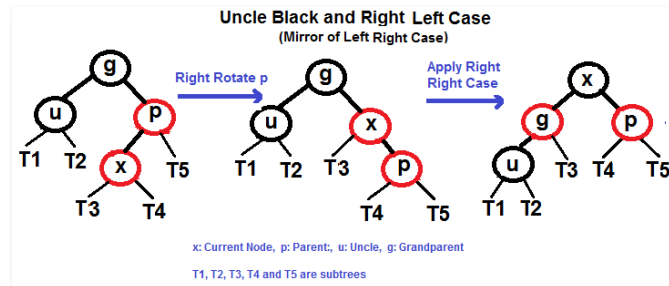 Uncle Black and Right Left Case
(Mirror of Left Right Case)
Right Rotate p
Apply Right
Right Case
g
u
p
T1
T2
x
T5
T3
T4
g
u
x
T1
T2
T3
p
T4
T5
x
g
p
u
T3
T4
T5
T1
T2
x: Current Node, p: Parent:, u: Uncle, g: Grandparent
T1, T2, T3, T4 and T5 are subtrees